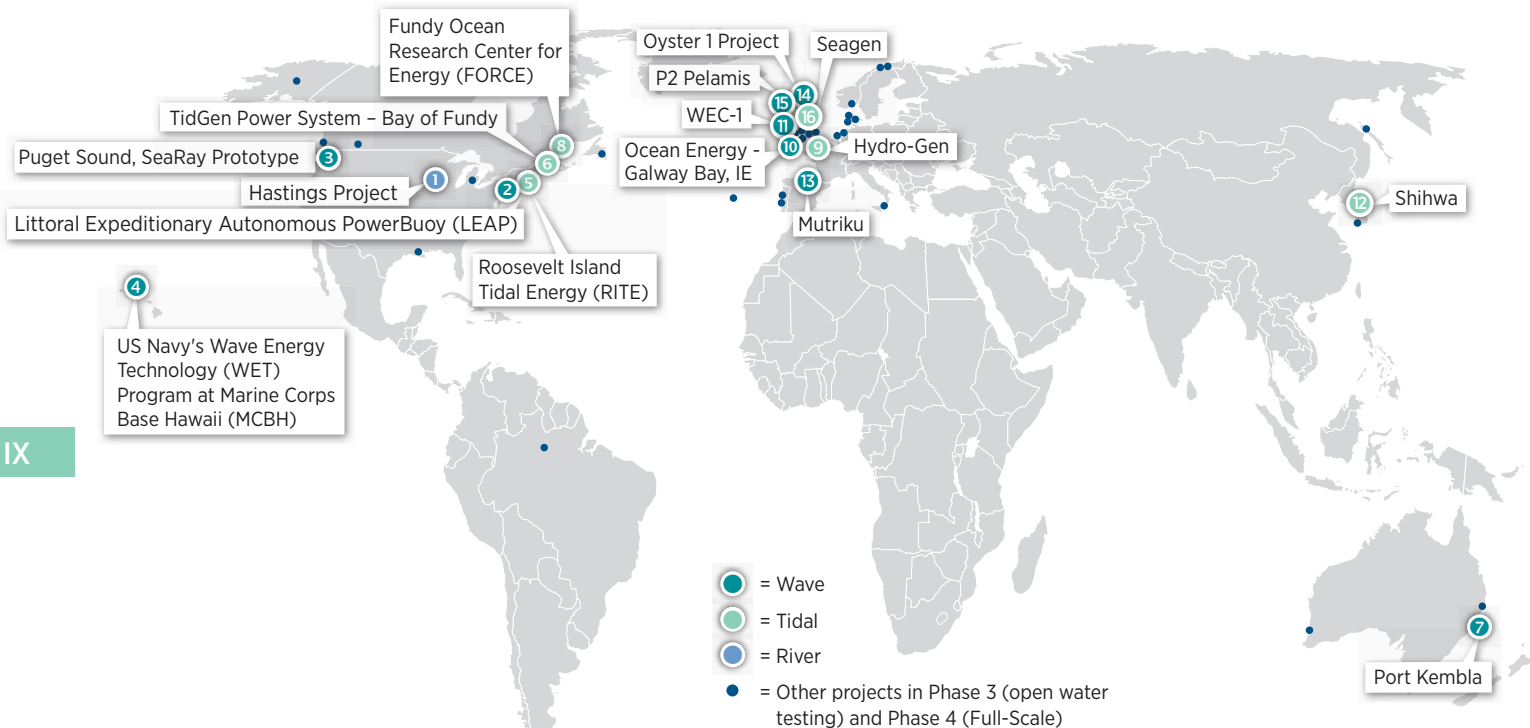 Fundy Ocean
Research Center for
Energy (FORCE)
Oyster 1 Project
Seagen
P2 Pelamis
TidGen Power System – Bay of Fundy
WEC-1
Puget Sound, SeaRay Prototype
Ocean Energy -
Galway Bay, IE
Hydro-Gen
Hastings Project
Littoral Expeditionary Autonomous PowerBuoy (LEAP)
Mutriku
Shihwa
Roosevelt Island
Tidal Energy (RITE)
US Navy's Wave Energy
Technology (WET)
Program at Marine Corps
Base Hawaii (MCBH)
IX
Port Kembla
14
15
16
11
10
9
8
6
3
1
2
5
13
12
4
7
= Wave
= Tidal
= River
= Other projects in Phase 3 (open water
testing) and Phase 4 (Full-Scale)